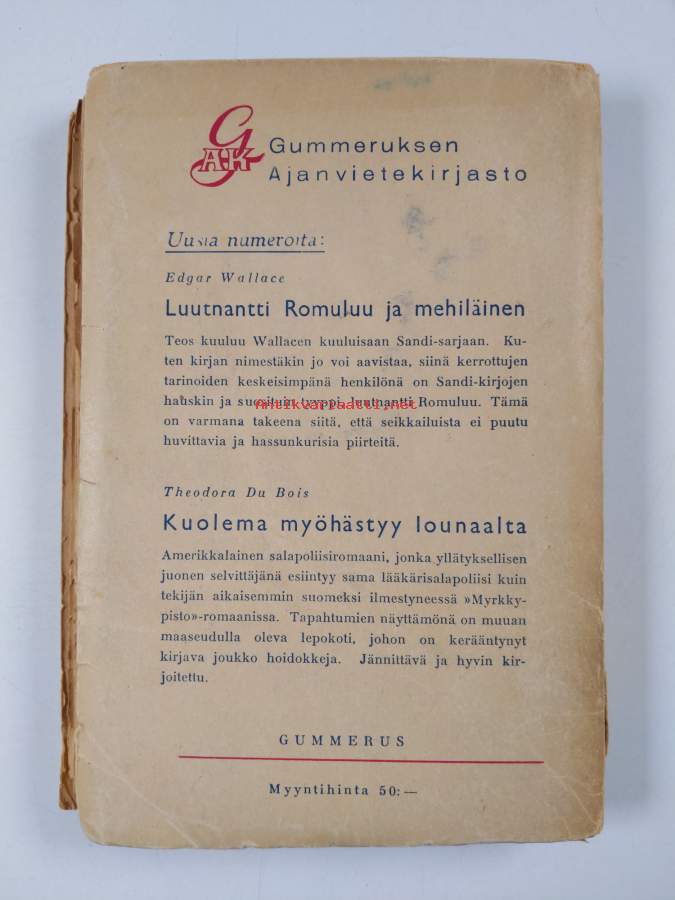 GAK
Gummeruksen
Ajanvietekirjasto
Uusia numeroita:
Edgar Wallace
Luutnantti Romuluu ja mehiläinen
Teos kuuluu Wallacen kuuluisaan Sandi-sarjaan. Ku-
ten kirjan nimestäkin jo voi aavistaa, siinä kerrottujen
tarinoiden keskeisimpänä henkilönä on Sandi-kirjojen
hauskin ja suosituin tyyppi, luutnantti Romuluu. Tämä
Antikvariaatti.net
on varmana takeena siitä, että seikkailuista ei puutu
huvittavia ja hassunkurisia piirteitä.
Theodora Du Bois
Kuolema myöhästyy lounaalta
Amerikkalainen salapoliisiromaani, jonka yllätyksellisen
juonen selvittäjänä esiintyy sama lääkärisalapoliisi kuin
tekijän aikaisemmin suomeksi ilmestyneessä »Myrkky-
pisto»-romaanissa. Tapahtumien näyttämönä on muuan
maaseudulla oleva lepokoti, johon on kerääntynyt
kirjava joukko hoidokkeja. Jännittävä ja hyvin kir-
joitettu.
GUMMERUS
Myyntihinta 50:—